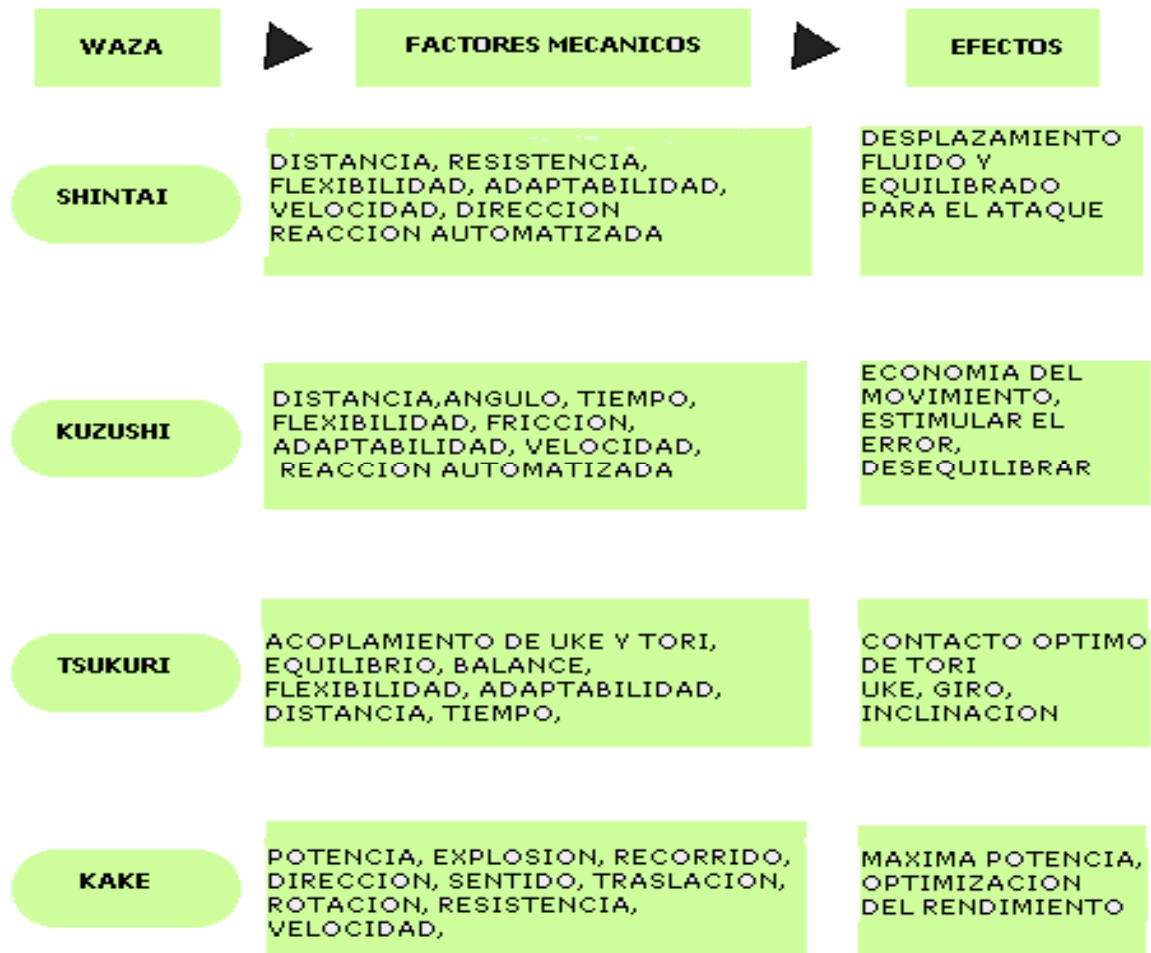 WAZA
FACTORES MECANICOS
EFECTOS
SHINTAI
DISTANCIA, RESISTENCIA,
FLEXIBILIDAD, ADAPTABILIDAD,
VELOCIDAD, DIRECCION
REACCION AUTOMATIZADA
DESPLAZAMIENTO
FLUIDO Y
EQUILIBRADO
PARA EL ATAQUE
KUZUSHI
DISTANCIA,ANGULO, TIEMPO,
FLEXIBILIDAD, FRICCION,
ADAPTABILIDAD, VELOCIDAD,
REACCION AUTOMATIZADA
ECONOMIA DEL
MOVIMIENTO,
ESTIMULAR EL
ERROR,
DESEQUILIBRAR
TSUKURI
ACOPLAMIENTO DE UKE Y TORI,
EQUILIBRIO, BALANCE,
FLEXIBILIDAD, ADAPTABILIDAD,
DISTANCIA, TIEMPO,
CONTACTO OPTIMO
DE TORI
UKE, GIRO,
INCLINACION
KAKE
POTENCIA, EXPLOSION, RECORRIDO,
DIRECCION, SENTIDO, TRASLACION,
ROTACION, RESISTENCIA,
VELOCIDAD,
MAXIMA POTENCIA,
OPTIMIZACION
DEL RENDIMIENTO